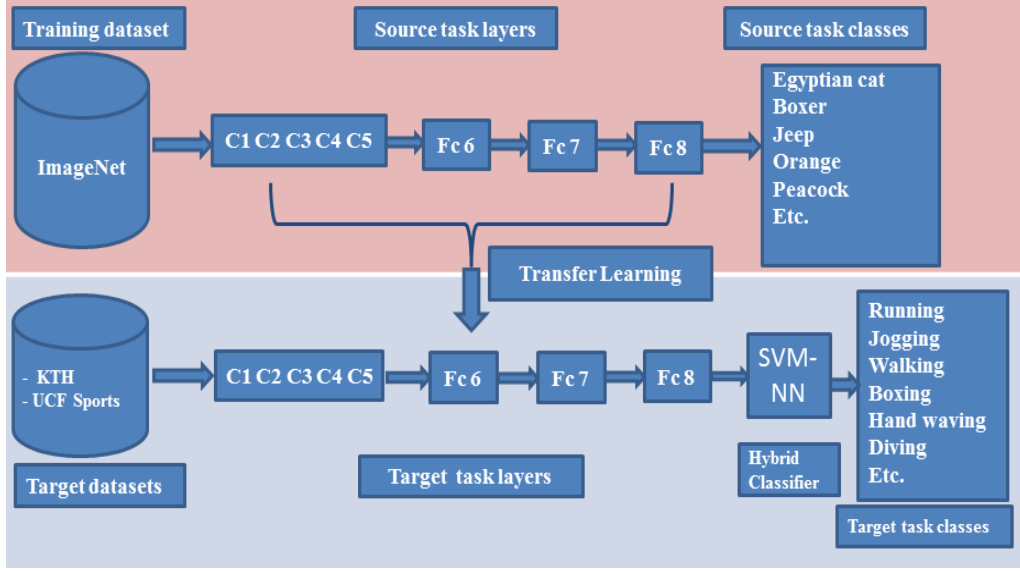 Training dataset
Source task layers
Source task classes
ImageNet
C1 C2 C3 C4 C5
Fc 6
Fc 7
Fc 8
Egyptian cat
Boxer
Jeep
Orange
Peacock
Etc.
Transfer Learning
- KTH
- UCF Sports
C1 C2 C3 C4 C5
Fc 6
Fc 7
Fc 8
SVM-
NN
Running
Jogging
Walking
Boxing
Hand waving
Diving
Etc.
Target datasets
Target task layers
Hybrid
Classifier
Target task classes